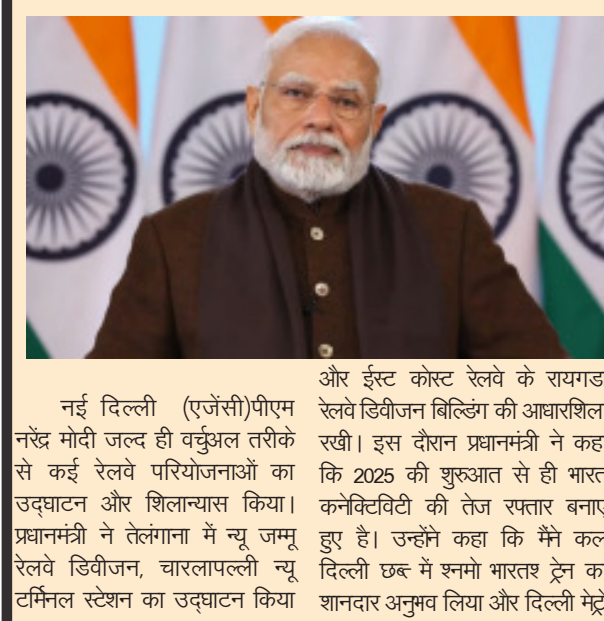 नई दिल्ली (एजेंसी)पीएम
नरेंद्र मोदी जल्द ही वर्चुअल तरीके
से कई रेलवे परियोजनाओं का
उद्घाटन और शिलान्यास किया।
प्रधानमंत्री ने तेलंगाना में न्यू जम्मू
रेलवे डिवीजन, चारलापल्ली न्यू
टर्मिनल स्टेशन का उद्घाटन किया
और ईस्ट कोस्ट रेलवे के रायगड
रेलवे डिवीजन बिल्डिंग की आधारशिल
रखी। इस दौरान प्रधानमंत्री ने कह
कि 2025 की शुरुआत से ही भारत
कनेक्टिविटी की तेज रफ्तार बनाए
हुए है। उन्होंने कहा कि मैंने कल
दिल्ली छब्त में श्नमो भारतश् ट्रेन क
शानदार अनुभव लिया और दिल्ली मेट्रो